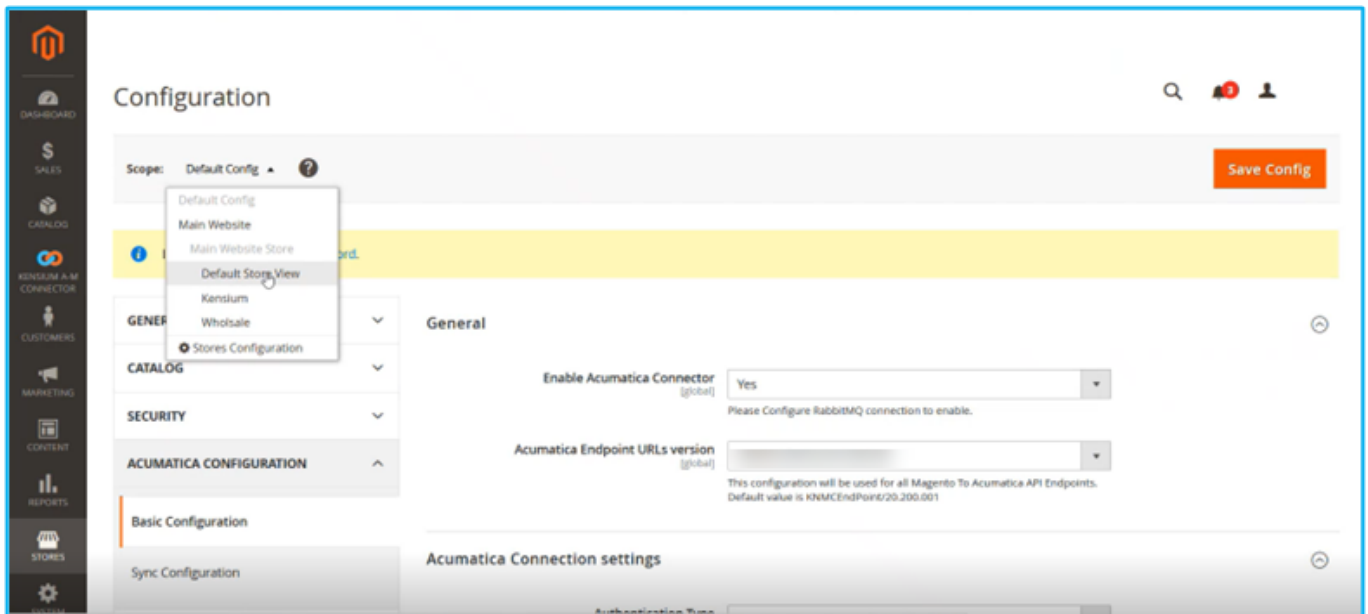 Configuration
3
DASHBOARD
SALES
CATALOG
KENSIUM A-M
CONNECTOR
CUSTOMERS
MARKETING
CONTENT
REPORTS
STORES
SYSTEM
Scope: Default Config
Save Config
Default Config
Main Website
Main Website Store
Default Store View
Kensium
Wholsale
Stores Configuration
ord.
GENER
CATALOG
SECURITY
ACUMATICA CONFIGURATION
Basic Configuration
Sync Configuration
General
Enable Acumatica Connector
[global]
Yes
Please Configure RabbitMQ connection to enable.
Acumatica Endpoint URLs version
[global]
This configuration will be used for all Magento To Acumatica API Endpoints.
Default value is KNMCEndPoint/20.200.001
Acumatica Connection settings
Authentication Type